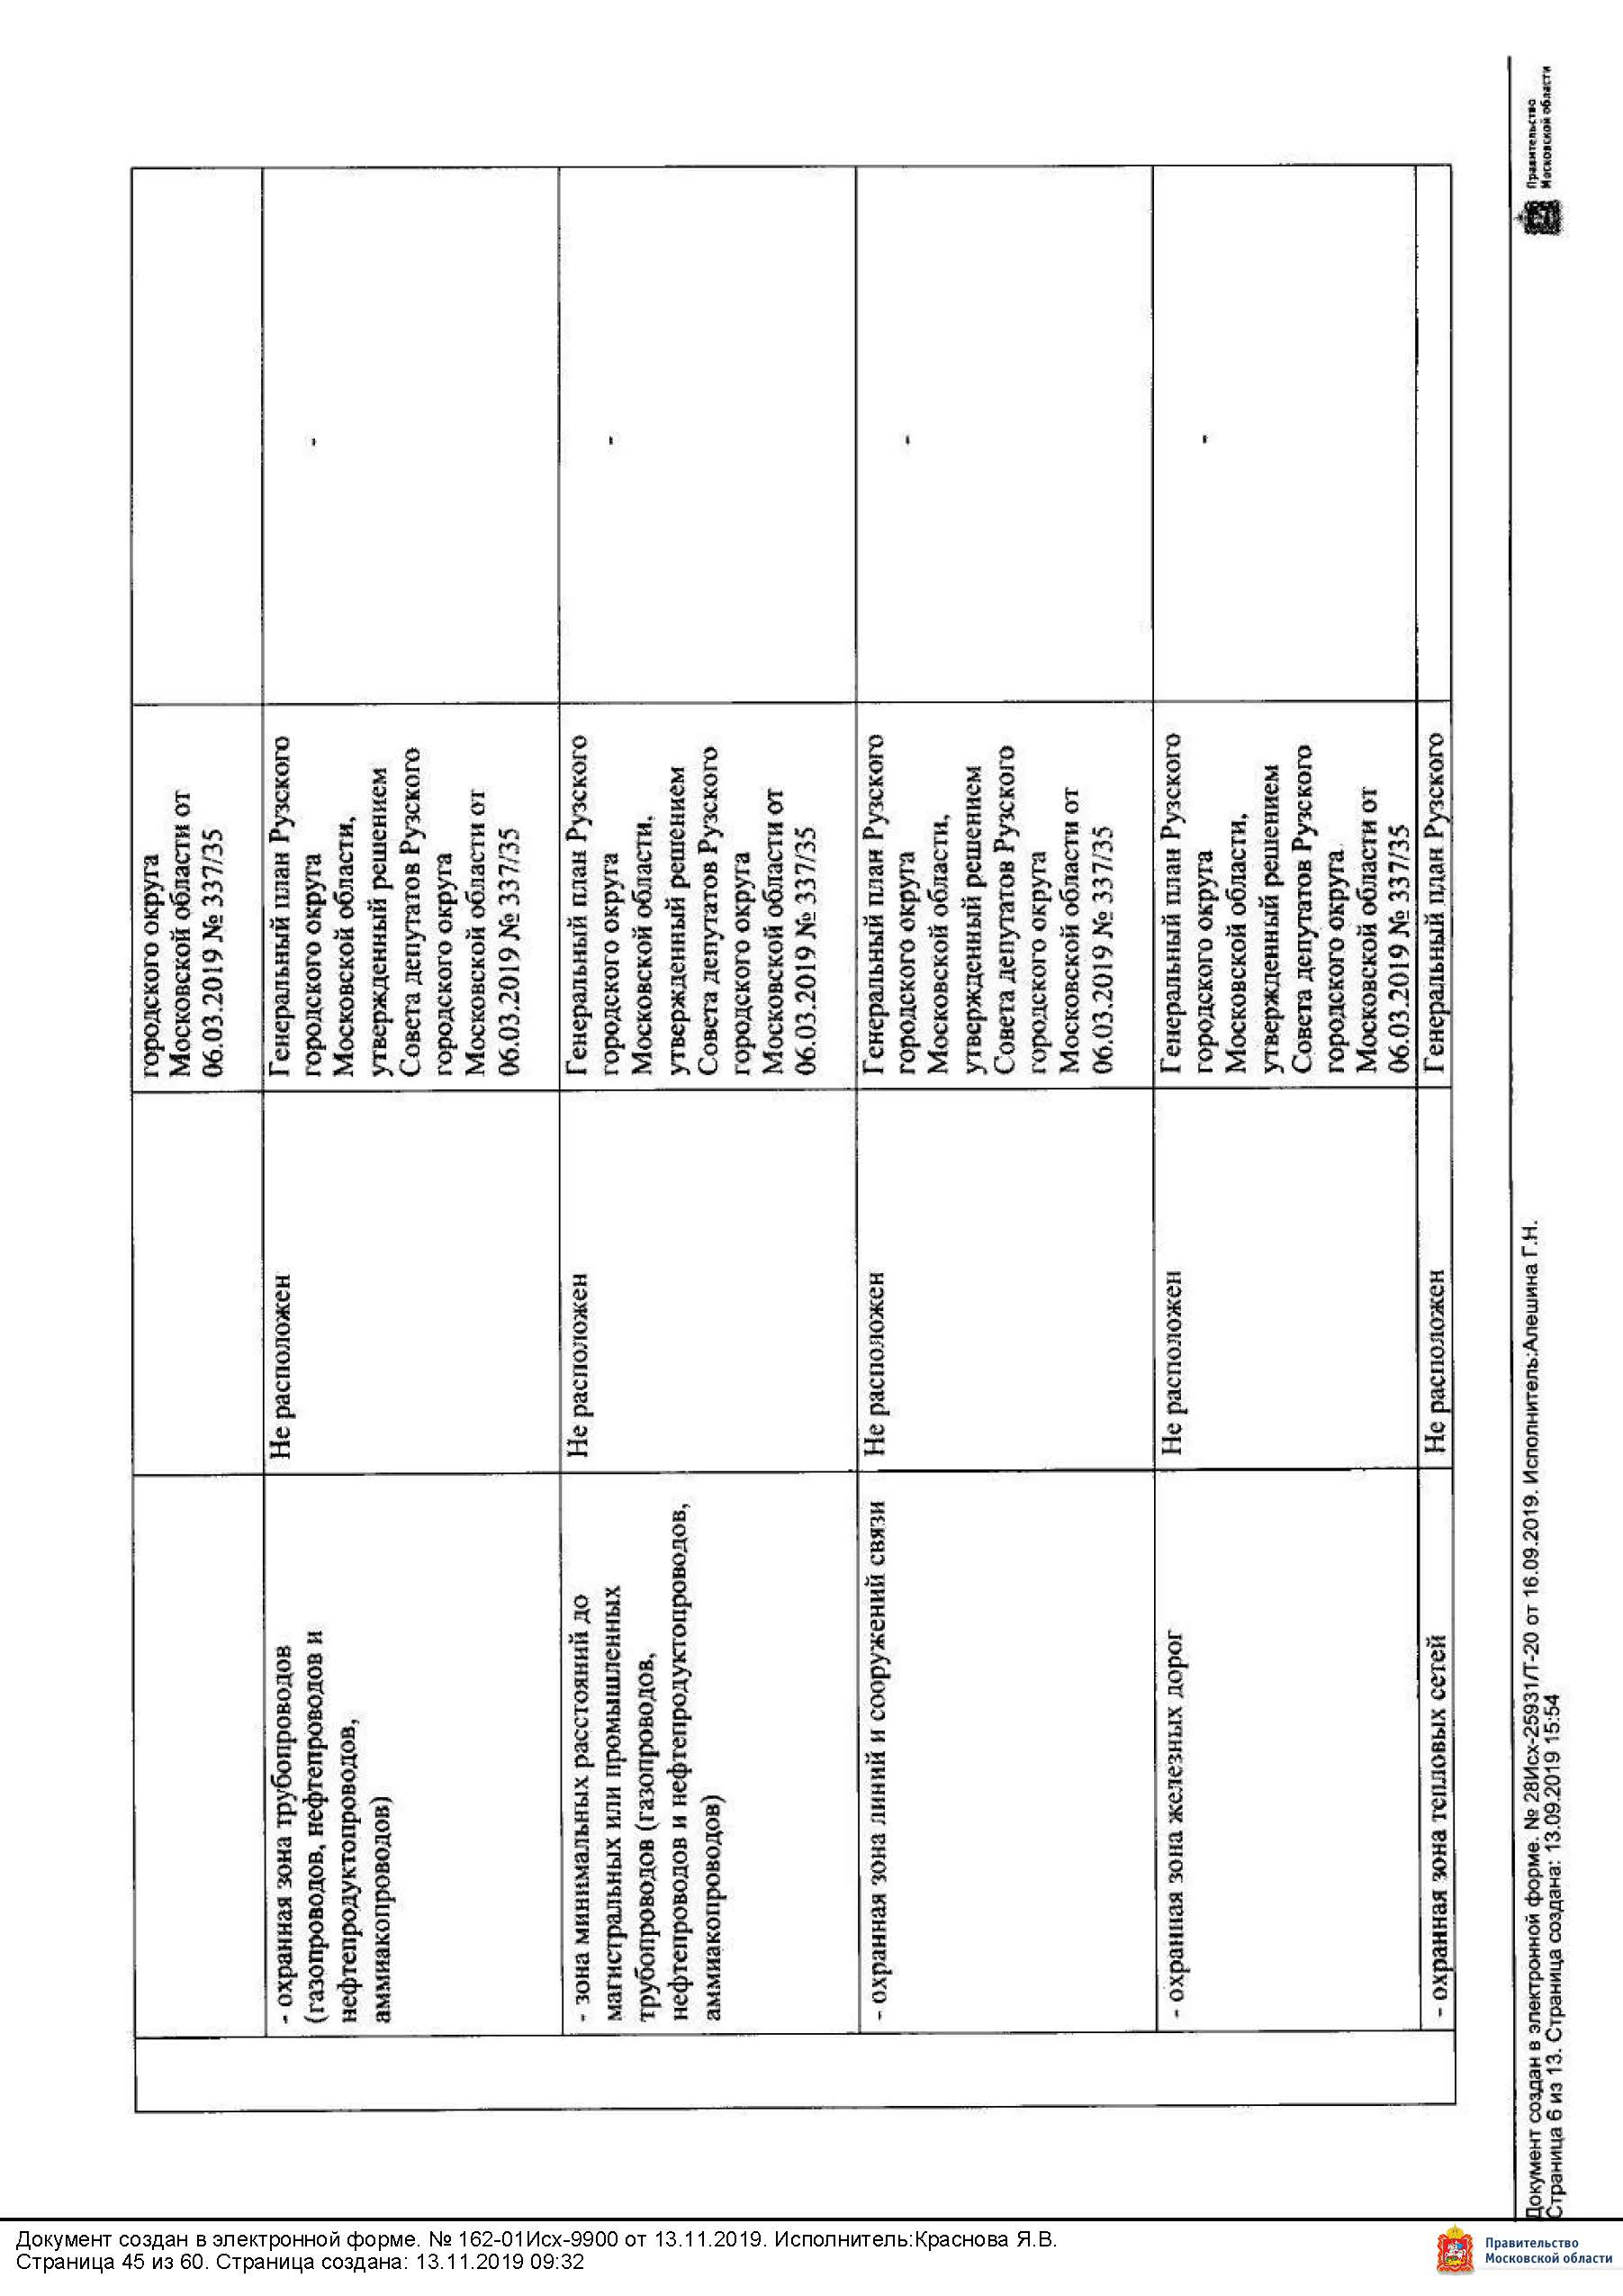 городского округа
Московской области от
06.03.2019 № 337/35
- охранная зона трубопроводов
(газопроводов, нефтепроводов и
нефтепродуктопроводов,
аммиакопроводов)
Не расположен
Генеральный план Рузского
городского округа
Московской области,
утвержденный решением
Совета депутатов Рузского
городского округа
Московской области от
06.03.2019 № 337/35
-
- зона минимальных расстояний до
магистральных или промышленных
трубопроводов (газопроводов,
нефтепроводов и нефтепродуктопроводов,
аммиакопроводов)
Не расположен
Генеральный план Рузского
городского округа
Московской области,
утвержденный решением
Совета депутатов Рузского
городского округа
Московской области от
06.03.2019 № 337/35
-
- охранная зона линий и сооружений связи
Не расположен
Генеральный план Рузского
городского округа
Московской области,
утвержденный решением
Совета депутатов Рузского
городского округа
Московской области от
06.03.2019 № 337/35
-
- охранная зона железных дорог
Не расположен
Генеральный план Рузского
городского округа
Московской области,
утвержденный решением
Совета депутатов Рузского
городского округа
Московской области от
06.03.2019 № 337/35
-
- охранная зона тепловых сетей
Не расположен
Генеральный план Рузского
Документ создан в электронной форме. № 28Исх-25931/Т-20 от 16.09.2019. Исполнитель:Алешина Г.Н.
Страница 6 из 13. Страница создана: 13.09.2019 15:54
Правительство
Московской области
Документ создан в электронной форме. № 162-01Исх-9900 от 13.11.2019. Исполнитель:Краснова Я.В.
Страница 45 из 60. Страница создана: 13.11.2019 09:32
Правительство
Московской области